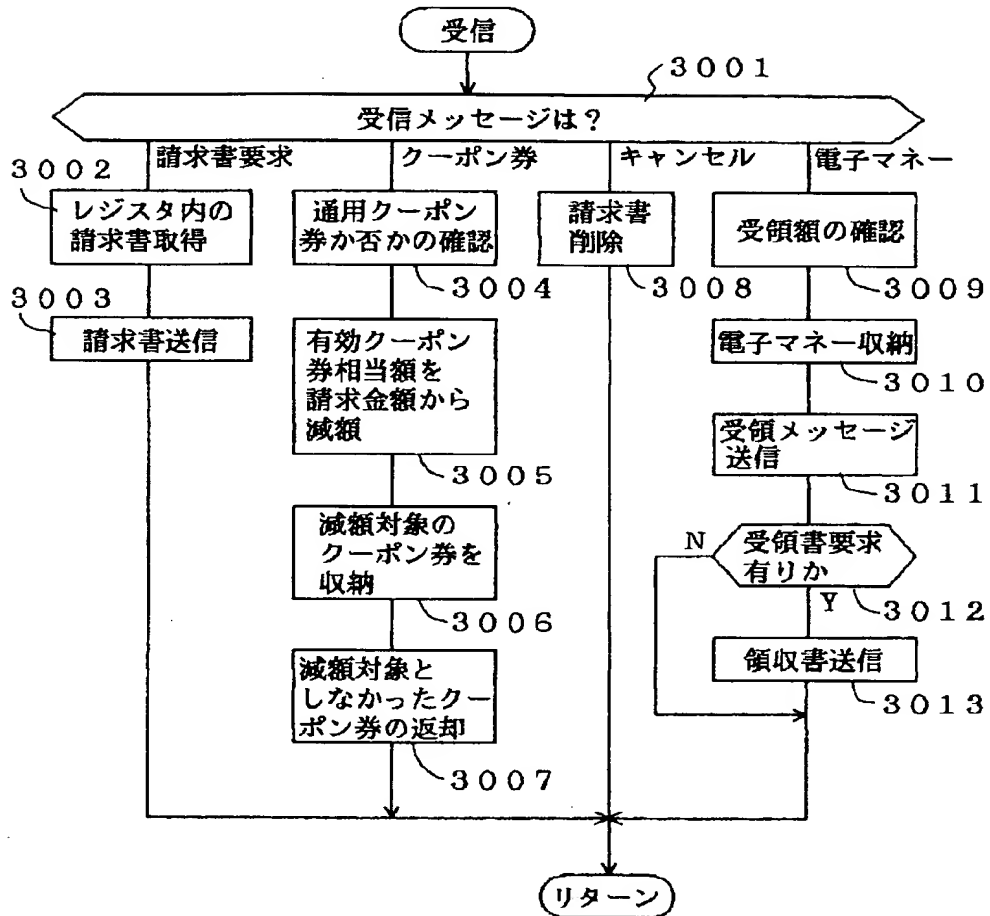 受信
3001
受信メッセージは？
請求書要求
クーポン券
キャンセル
電子マネー
3002
レジスタ内の
請求書取得
3003
請求書送信
通用クーポン
券か否かの確認
3004
有効クーポン
券相当額を
請求金額から
減額
3005
減額対象の
クーポン券を
収納
3006
減額対象と
しなかったクー
ポン券の返却
3007
請求書
削除
3008
受領額の確認
3009
電子マネー収納
3010
受領メッセージ
送信
3011
N
受領書要求
有りか
Y
3012
領収書送信
3013
リターン